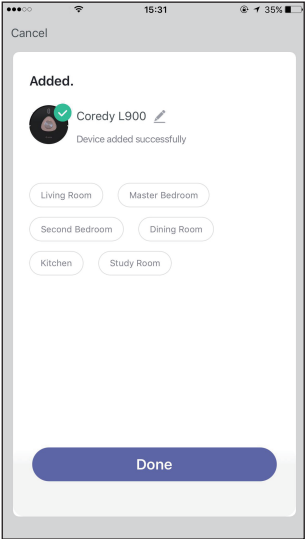 15:31
35%
Cancel
Added.
Coredy L900
Device added successfully
Living Room
Master Bedroom
Second Bedroom
Dining Room
Kitchen
Study Room
Done